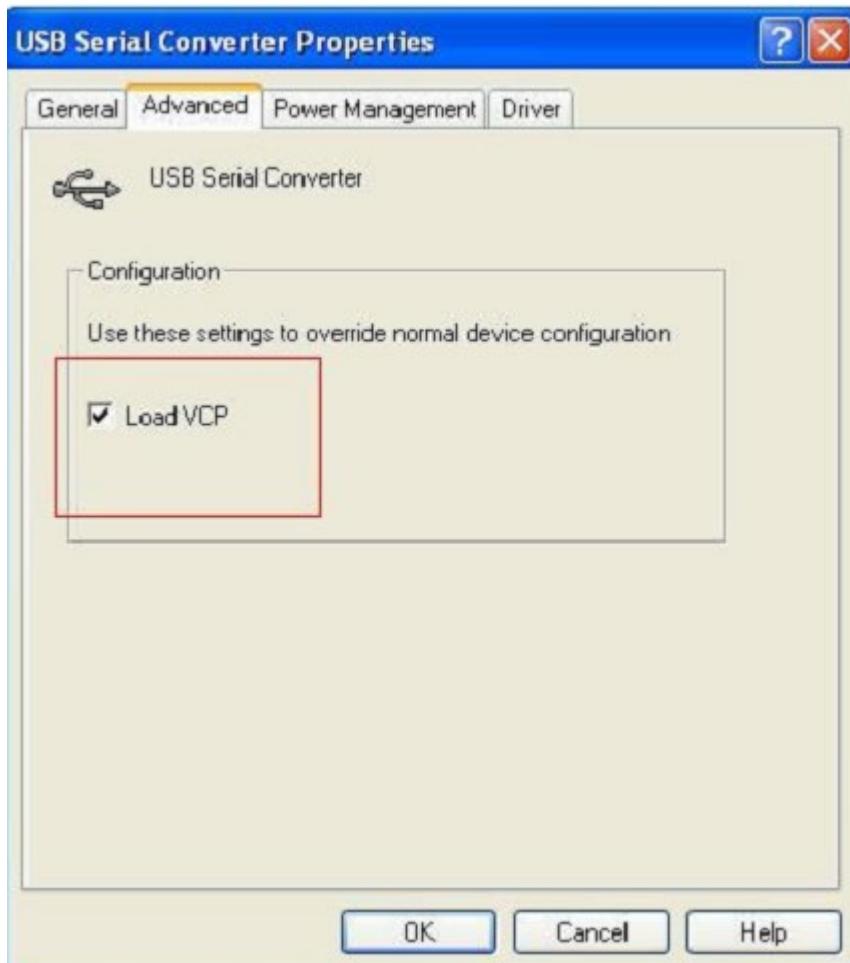 USB Serial Converter Properties
General Advanced Power Management Driver
USB Serial Converter
Configuration
Use these settings to override normal device configuration
Load VCP
OK Cancel Help